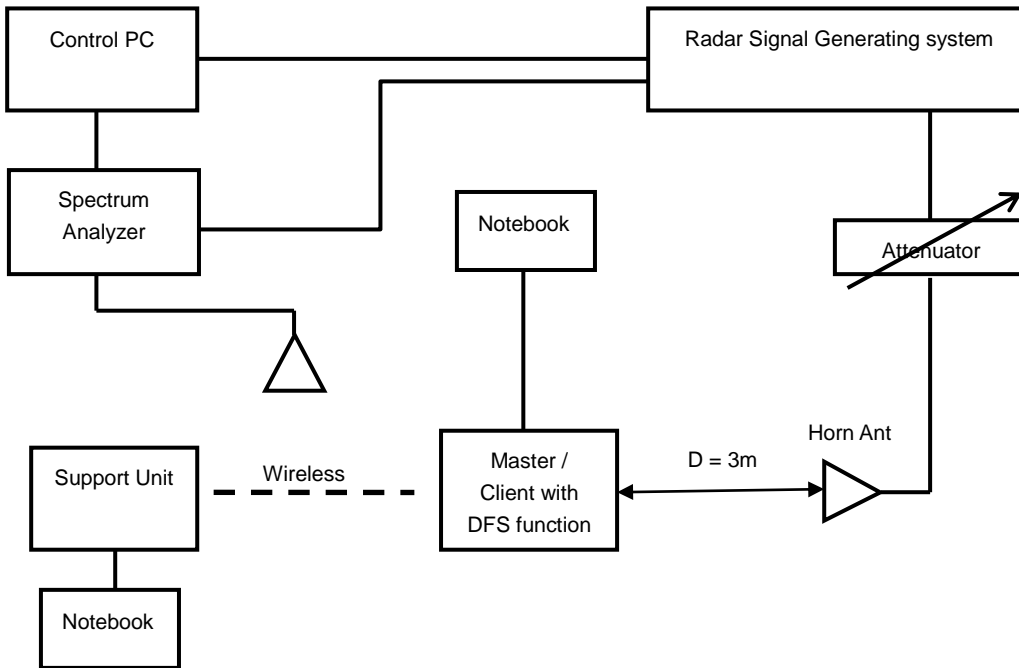 Control PC
Radar Signal Generating system
Spectrum
Analyzer
Notebook
Attenuator
Horn Ant
D = 3m
Support Unit
Wireless
Master /
Client with
DFS function
Notebook